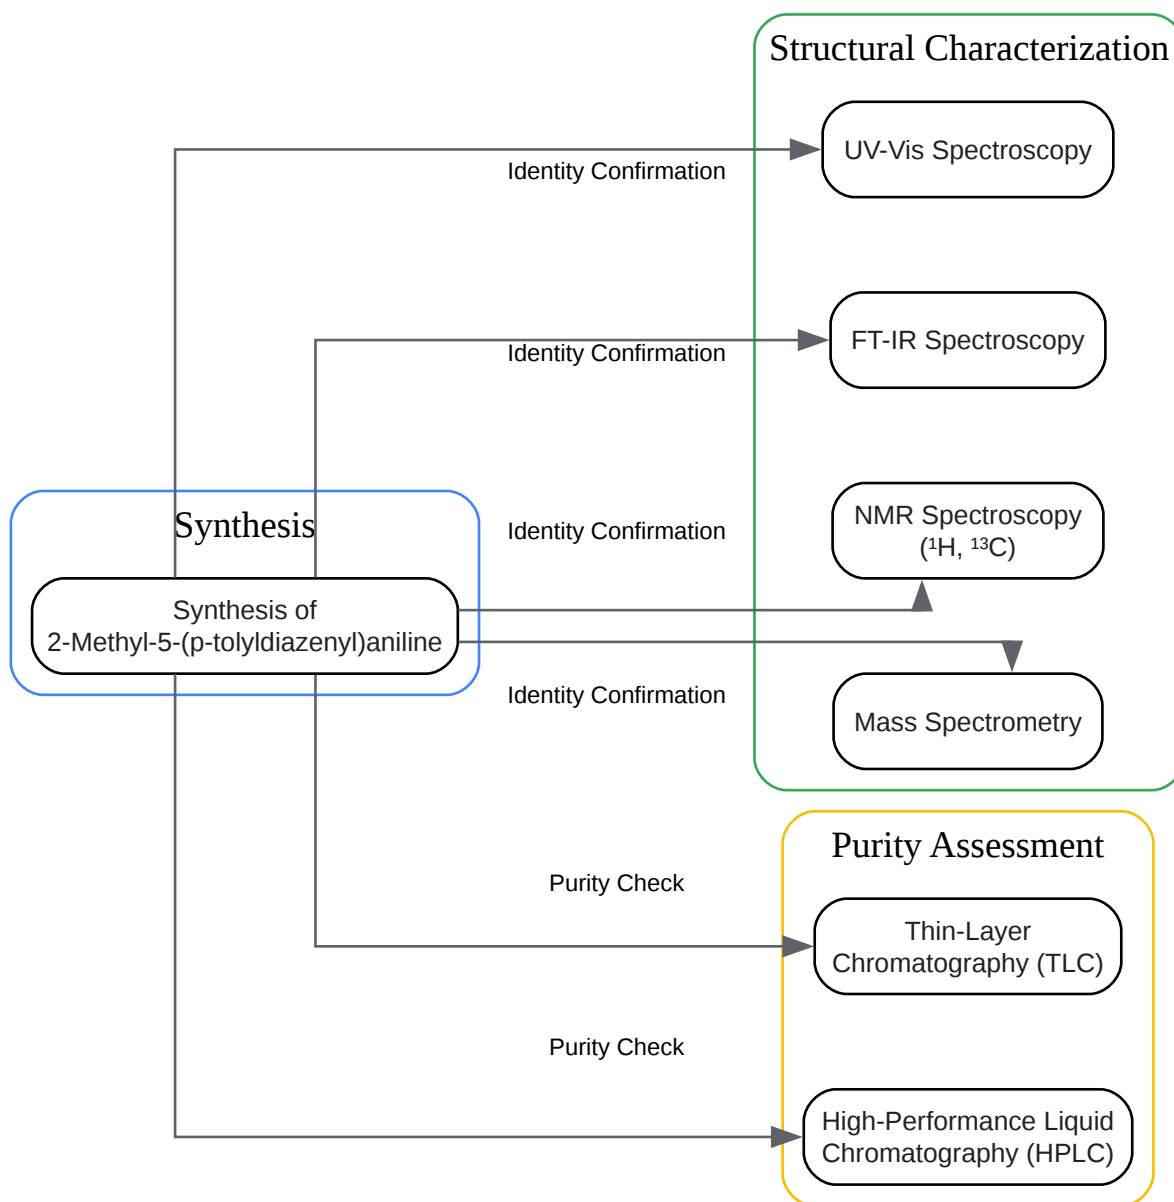 Structural Characterization
UV-Vis Spectroscopy
Identity Confirmation
FT-IR Spectroscopy
Identity Confirmation
NMR Spectroscopy
(¹H, ¹³C)
Identity Confirmation
Synthesis
Synthesis of
2-Methyl-5-(p-tolyldiazenyl)aniline
Identity Confirmation
Mass Spectrometry
Purity Assessment
Purity Check
Thin-Layer
Chromatography (TLC)
Purity Check
High-Performance Liquid
Chromatography (HPLC)